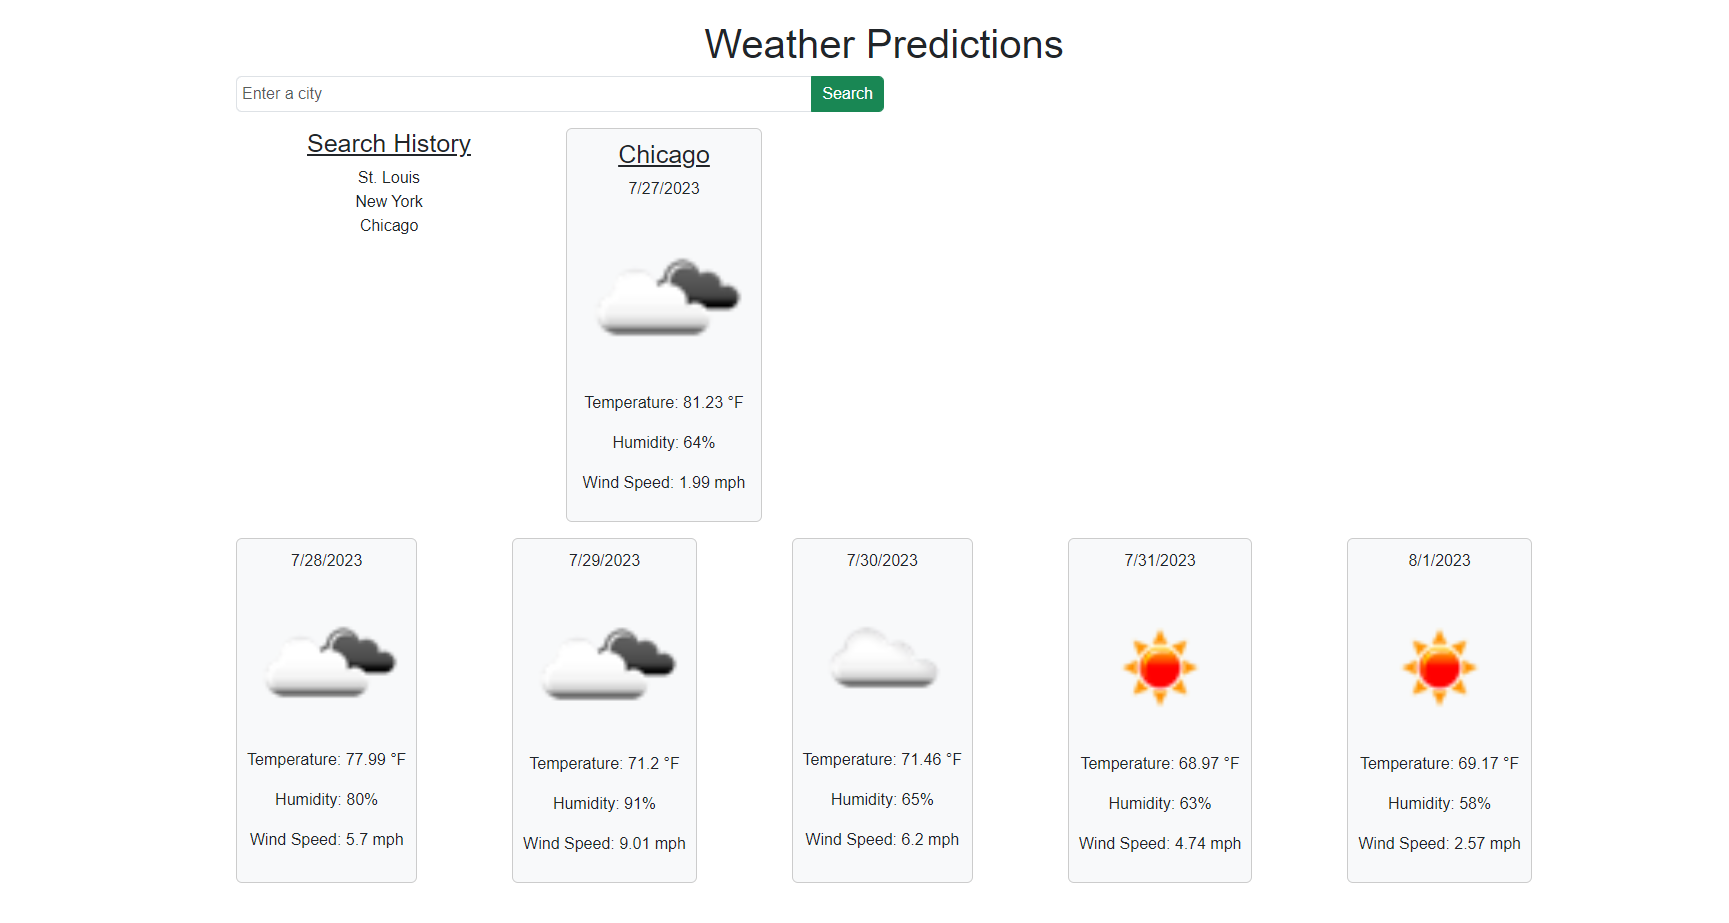 Weather Predictions
Enter a city
Search
Search History
St. Louis
New York
Chicago
Chicago
7/27/2023
Temperature: 81.23 °F
Humidity: 64%
Wind Speed: 1.99 mph
7/28/2023
Temperature: 77.99 °F
Humidity: 80%
Wind Speed: 5.7 mph
7/29/2023
Temperature: 71.2 °F
Humidity: 91%
Wind Speed: 9.01 mph
7/30/2023
Temperature: 71.46 °F
Humidity: 65%
Wind Speed: 6.2 mph
7/31/2023
Temperature: 68.97 °F
Humidity: 63%
Wind Speed: 4.74 mph
8/1/2023
Temperature: 69.17 °F
Humidity: 58%
Wind Speed: 2.57 mph